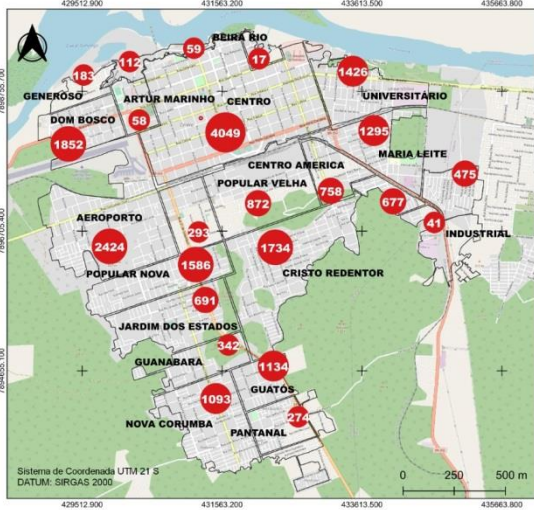 429512.900 431563.200 433613.500 435663.800
7898755.700
7896705.400
7894655.100
BEIRA RIO
59
17
112
183
1426
GENEROSO
ARTUR MARINHO
CENTRO
UNIVERSITÁRIO
DOM BOSCO
58
4049
1295
1852
MARIA LEITE
CENTRO AMERICA
475
POPULAR VELHA
758
872
677
AEROPORTO
293
41
INDUSTRIAL
2424
1734
1586
POPULAR NOVA
CRISTO REDENTOR
691
JARDIM DOS ESTADOS
342
GUANABARÁ
1134
GUATÓS
1093
274
NOVA CORUMBA
PANTANAL
Sistema de Coordenada UTM 21 S
DATUM: SIRGAS 2000
0 250 500 m
429512.900 431563.200 433613.500 435663.800